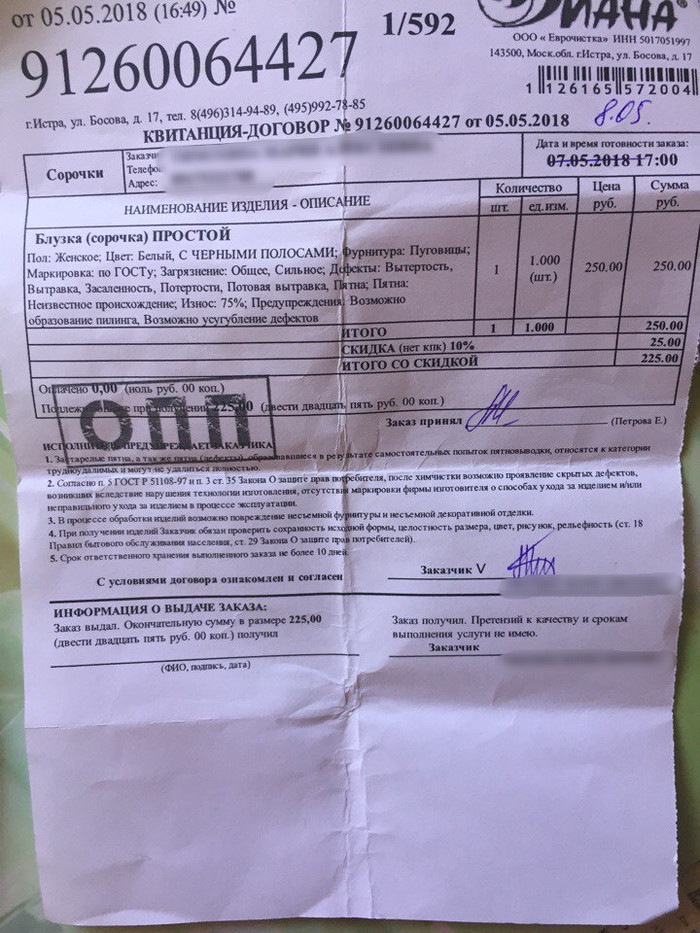 от 05.05.2018 (16:49) №
1/592
ДИАНА
91260064427
ООО « Еврочистка» ИНН 5017051997
143500, Моск.обл. г.Истра, ул. Босова, д. 17
1 126165 572004
г.Истра, ул. Босова, д. 17, тел. 8(496)314-94-89, (495)992-78-85
КВИТАНЦИЯ-ДОГОВОР № 91260064427 от 05.05.2018
8.05.
Сорочки
Заказчи
Телефо
Адрес:
Дата и время готовности заказа:
07.05.2018 17:00
НАИМЕНОВАНИЕ ИЗДЕЛИЯ - ОПИСАНИЕ
Количество
шт. ед.изм.
Цена руб.
Сумма руб.
Блузка (сорочка) ПРОСТОЙ
Пол: Женское; Цвет: Белый, С ЧЕРНЫМИ ПОЛОСАМИ; Фурнитура: Пуговицы;
Маркировка: по ГОСТу; Загрязнение: Общее, Сильное; Дефекты: Вытертость,
Вытравка, Засаленность, Потертости, Потовая вытравка, Пятна; Пятна:
Неизвестное происхождение; Износ: 75%; Предупреждения: Возможно
образование пилинга, Возможно усугубление дефектов
1 1.000 (шт.) 250.00 250.00
ИТОГО 1 1.000 250.00
СКИДКА (нет кпк) 10% 25.00
ИТОГО СО СКИДКОЙ 225.00
Оплачено 0,00 (ноль руб. 00 коп.)
Подлежит оплате при получении 225,00 (двести двадцать пять руб. 00 коп.)
ОПП
Заказ принял (Петрова Е.)
ИСПОЛНИТЕЛЬ ПРЕДУПРЕЖДАЕТ ЗАКАЗЧИКА:
1. Застарелые пятна, а так же пятна (дефекты), образовавшиеся в результате самостоятельных попыток пятновыводки, относятся к категории
трудноудалимых и могут не удалиться полностью.
2. Согласно п. 5 ГОСТ Р 51108-97 и п. 3 ст. 35 Закона О защите прав потребителя, после химчистки возможно проявление скрытых дефектов,
возникших вследствие нарушения технологии изготовления, отсутствия маркировки фирмы изготовителя о способах ухода за изделием и/или
неправильного ухода за изделием в процессе эксплуатации.
3. В процессе обработки изделий возможно повреждение несъемной фурнитуры и несъемной декоративной отделки.
4. При получении изделий Заказчик обязан проверить сохранность исходной формы, целостность размера, цвет, рисунок, рельефность (ст. 18
Правил бытового обслуживания населения, ст. 29 Закона О защите прав потребителей).
5. Срок ответственного хранения выполненного заказа не более 10 дней.
С условиями договора ознакомлен и согласен
Заказчик V
ИНФОРМАЦИЯ О ВЫДАЧЕ ЗАКАЗА:
Заказ выдал. Окончательную сумму в размере 225,00
(двести двадцать пять руб. 00 коп.) получил
(ФИО, подпись, дата)
Заказ получил. Претензий к качеству и срокам
выполнения услуги не имею.
Заказчик